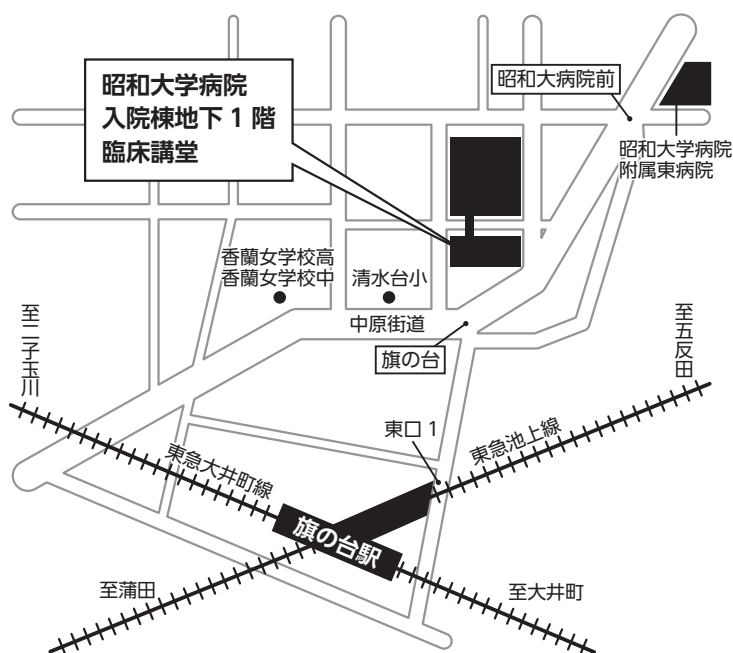 昭和大学病院
入院棟地下 1 階
臨床講堂
昭和大病院前
昭和大学病院
附属東病院
香蘭女学校高
香蘭女学校中
清水台小
中原街道
旗の台
至二子玉川
至五反田
東口 1
東急池上線
東急大井町線
旗の台駅
至蒲田
至大井町